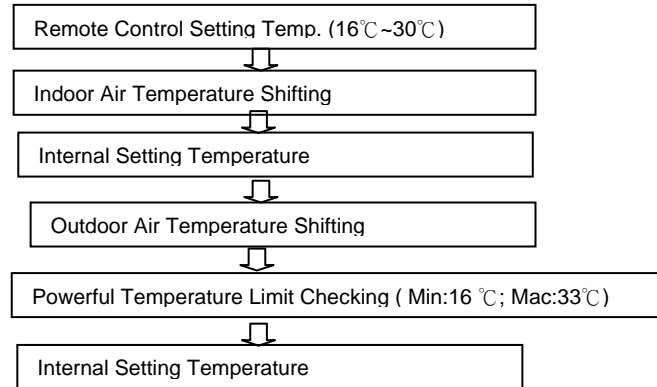 Remote Control Setting Temp. (16℃~30℃)
Indoor Air Temperature Shifting
Internal Setting Temperature
Outdoor Air Temperature Shifting
Powerful Temperature Limit Checking ( Min:16 ℃; Mac:33℃)
Internal Setting Temperature